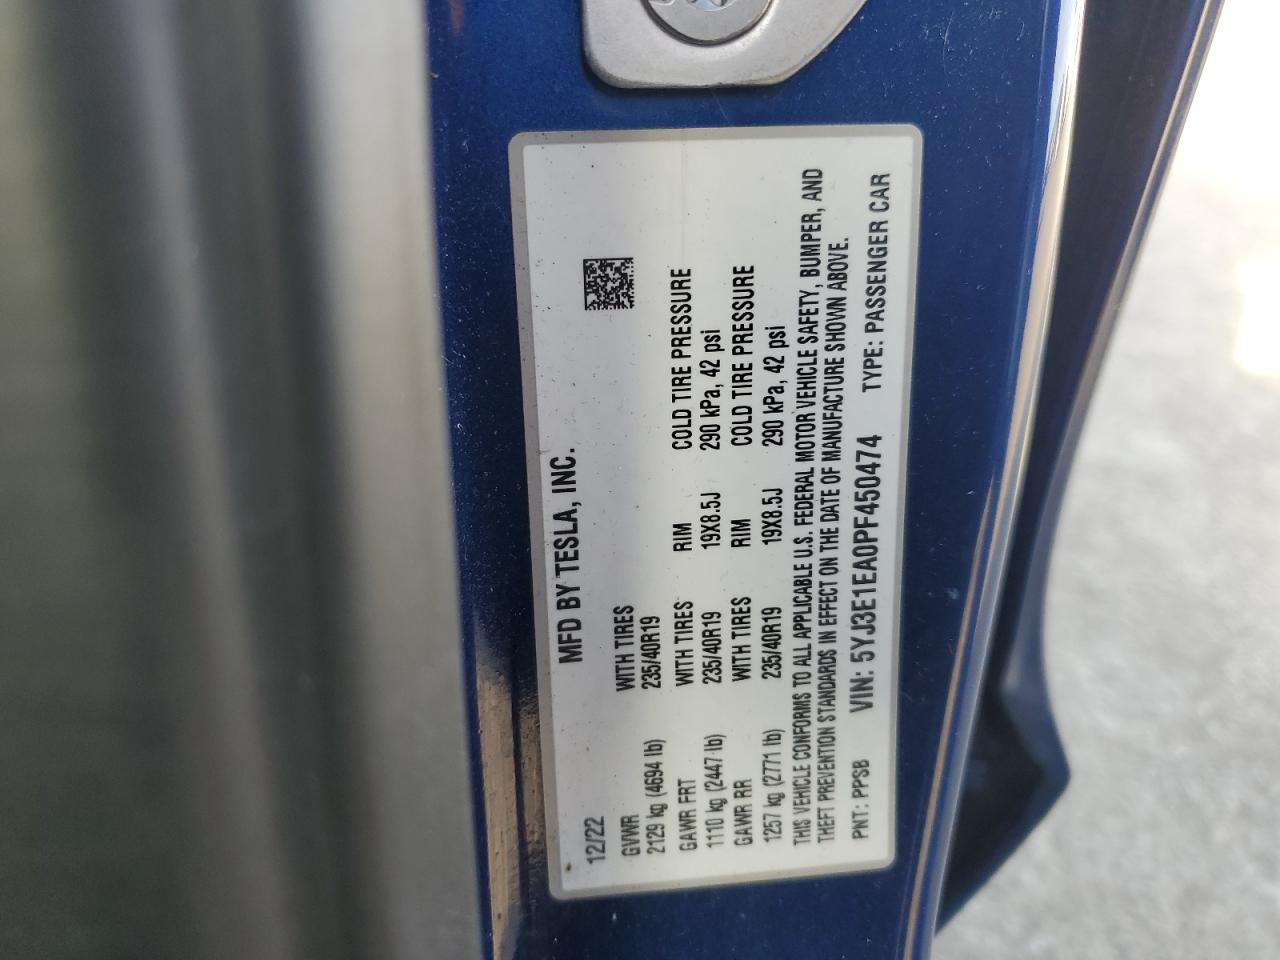 MFD BY TESLA, INC.
12/22
GVWR WITH TIRES
2129 kg (4694 lb) 235/40R19
GAWR FRT WITH TIRES RIM COLD TIRE PRESSURE
1110 kg (2447 lb) 235/40R19 19X8.5J 290 kPa, 42 psi
GAWR RR WITH TIRES RIM COLD TIRE PRESSURE
1257 kg (2771 lb) 235/40R19 19X8.5J 290 kPa, 42 psi
THIS VEHICLE CONFORMS TO ALL APPLICABLE U.S. FEDERAL MOTOR VEHICLE SAFETY, BUMPER, AND
THEFT PREVENTION STANDARDS IN EFFECT ON THE DATE OF MANUFACTURE SHOWN ABOVE.
PNT: PPSB VIN: 5YJ3E1EA0PF450474 TYPE: PASSENGER CAR